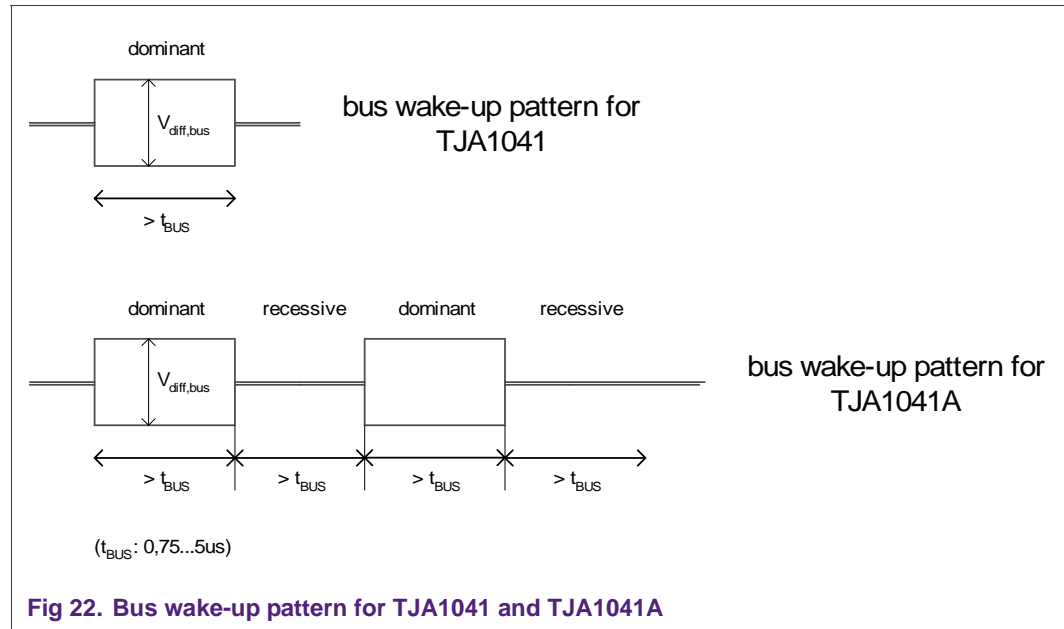 dominant
V diff,bus
bus wake-up pattern for
TJA1041
> tBUS
dominant recessive dominant recessive
V diff,bus
bus wake-up pattern for
TJA1041A
> tBUS > tBUS > tBUS > tBUS
(tBUS: 0,75...5us)
Fig 22. Bus wake-up pattern for TJA1041 and TJA1041A